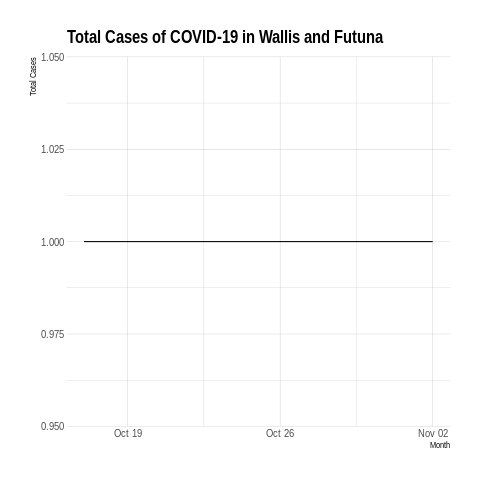 Total Cases of COVID-19 in Wallis and Futuna
Total Cases
1.050
1.025
1.000
0.975
0.950
Oct 19
Oct 26
Nov 02
Month